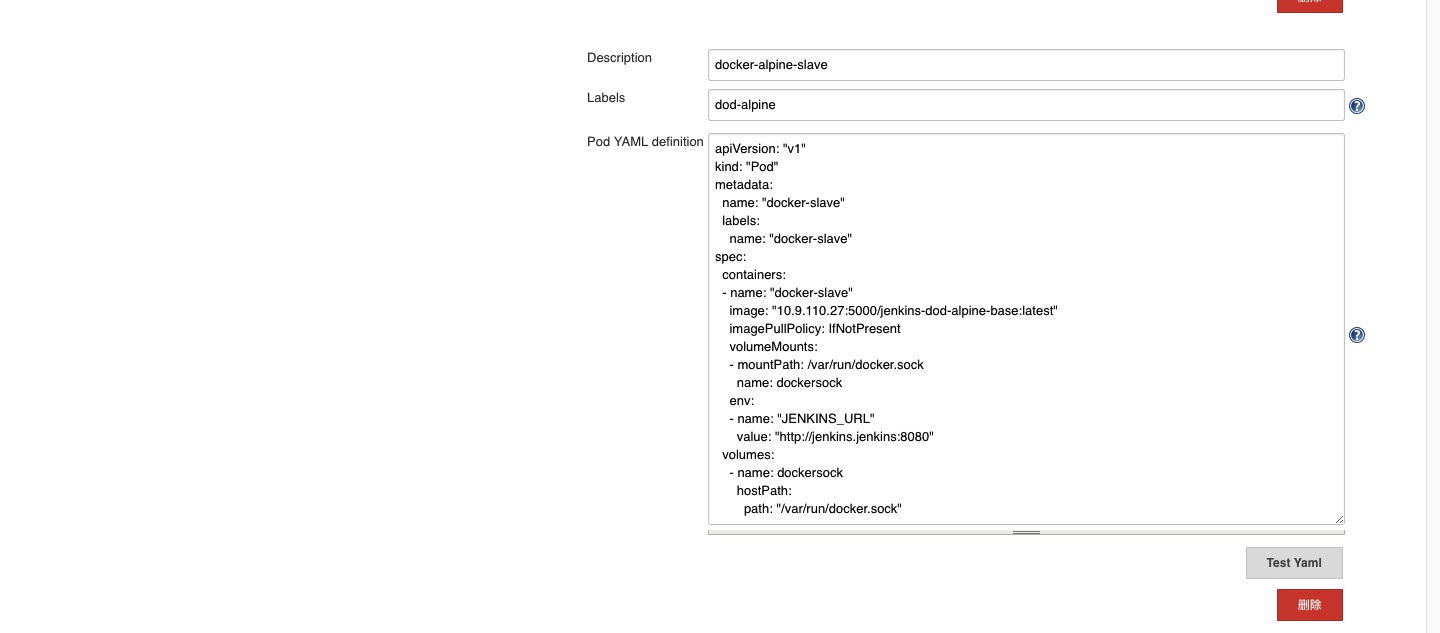 删除
Description
docker-alpine-slave
Labels
dod-alpine
Pod YAML definition
apiVersion: "v1"
kind: "Pod"
metadata:
  name: "docker-slave"
  labels:
    name: "docker-slave"
spec:
  containers:
  - name: "docker-slave"
    image: "10.9.110.27:5000/jenkins-dod-alpine-base:latest"
    imagePullPolicy: IfNotPresent
    volumeMounts:
    - mountPath: /var/run/docker.sock
      name: dockersock
    env:
    - name: "JENKINS_URL"
      value: "http://jenkins.jenkins:8080"
  volumes:
    - name: dockersock
      hostPath:
        path: "/var/run/docker.sock"
Test Yaml
删除